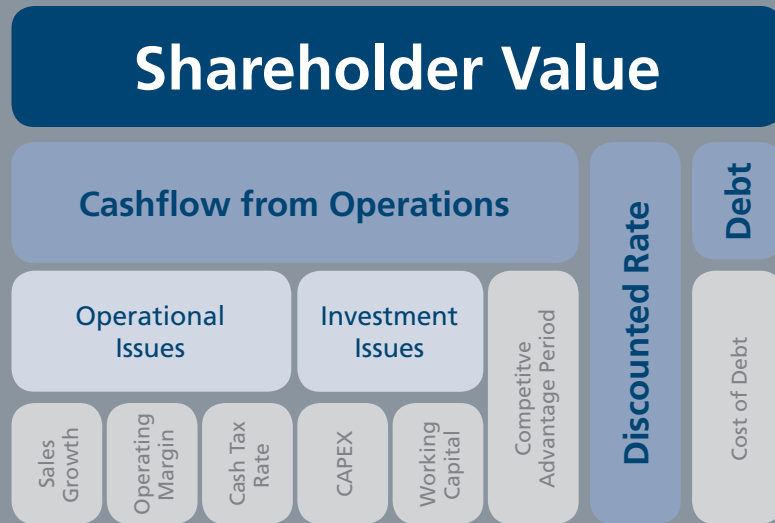 Shareholder Value
Cashflow from Operations
Discounted Rate
Debt
Operational
Issues
Investment
Issues
Competitve
Advantage Period
Cost of Debt
Sales
Growth
Operating
Margin
Cash Tax
Rate
CAPEX
Working
Capital